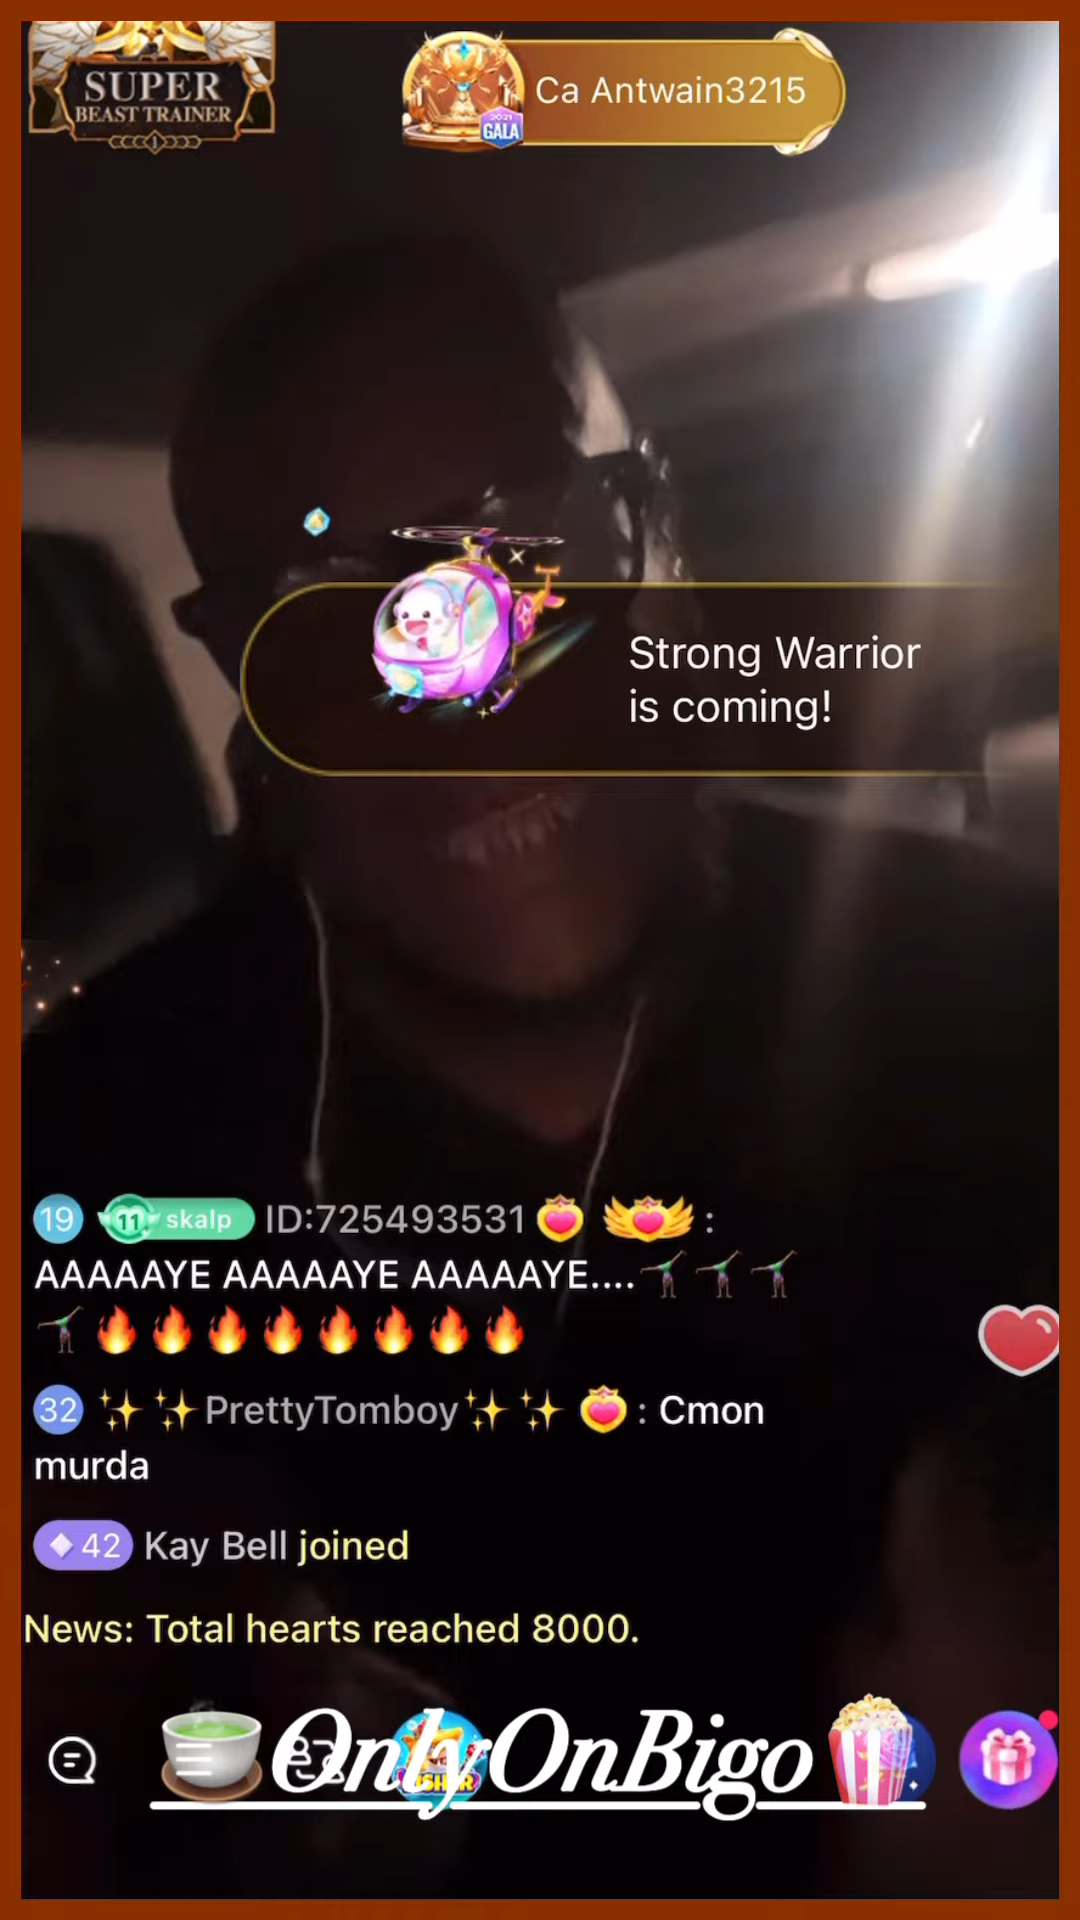 SUPER
BEAST TRAINER
1
2021
GALA
Ca Antwain3215
Strong Warrior
is coming!
19 11 skalp ID:725493531 :
AAAAAYE AAAAAYE AAAAAYE....🤸🏾‍♀️🤸🏾‍♀️🤸🏾‍♀️
🤸🏾‍♀️🔥🔥🔥🔥🔥🔥🔥🔥
32 ✨✨PrettyTomboy✨✨ : Cmon
murda
42 Kay Bell joined
News: Total hearts reached 8000.
🍵OnlyOnBigo🍿